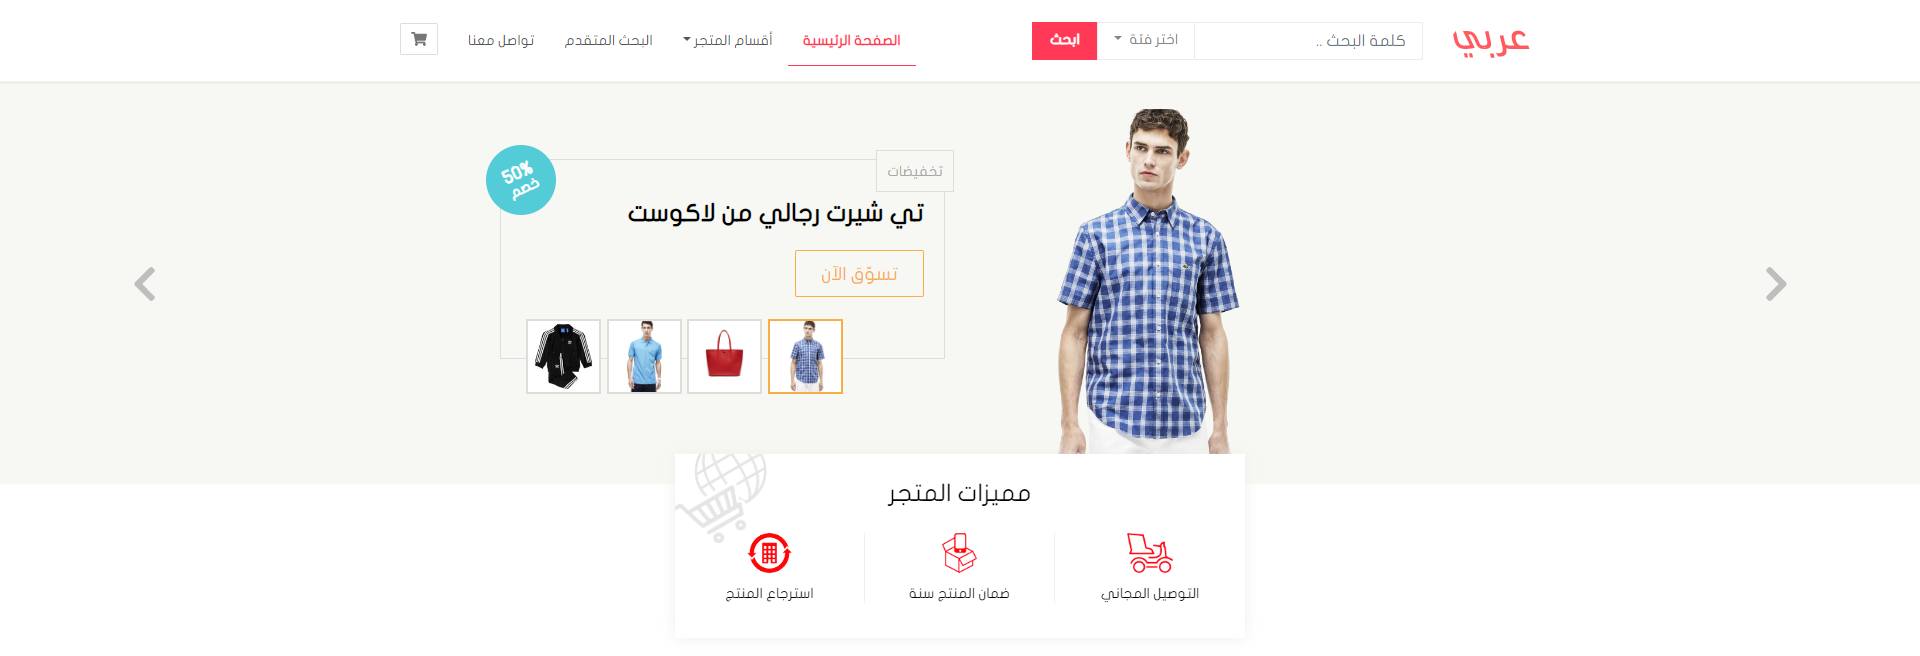 عربي
كلمة البحث ..
اختر فئة
ابحث
الصفحة الرئيسية
أقسام المتجر
البحث المتقدم
تواصل معنا
تخفيضات
50%
خصم
تي شيرت رجالي من لاكوست
تسوّق الآن
مميزات المتجر
التوصيل المجاني
ضمان المنتج سنة
استرجاع المنتج